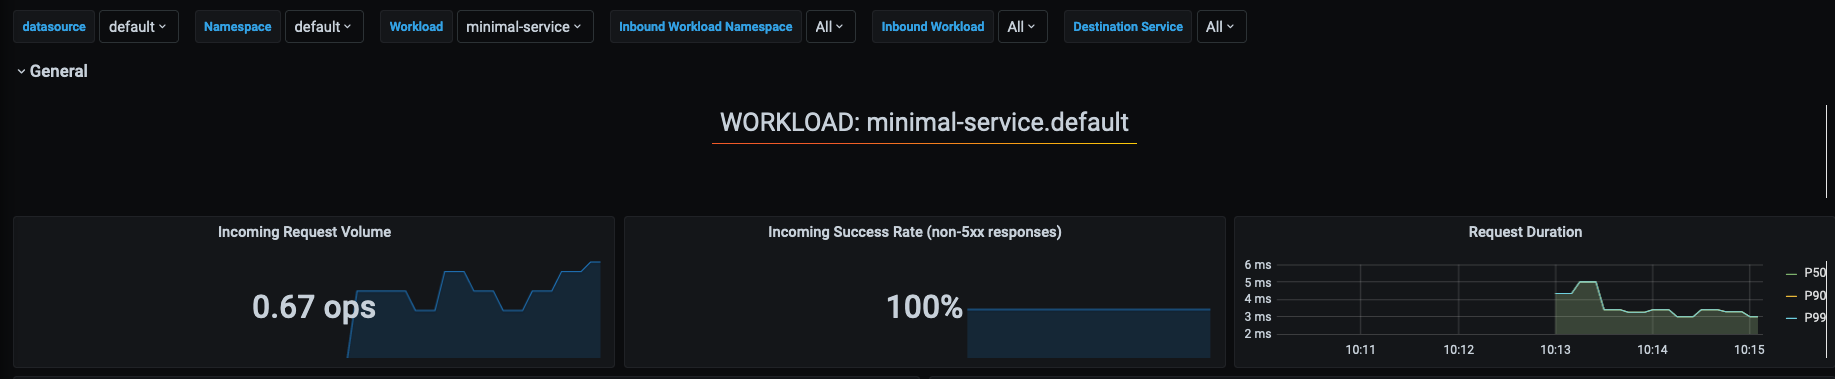 datasource default Namespace default Workload minimal-service Inbound Workload Namespace All Inbound Workload All Destination Service All
General
WORKLOAD: minimal-service.default
Incoming Request Volume
0.67 ops
Incoming Success Rate (non-5xx responses)
100%
Request Duration
6 ms
5 ms
4 ms
3 ms
2 ms
10:11 10:12 10:13 10:14 10:15
P50
P90
P99